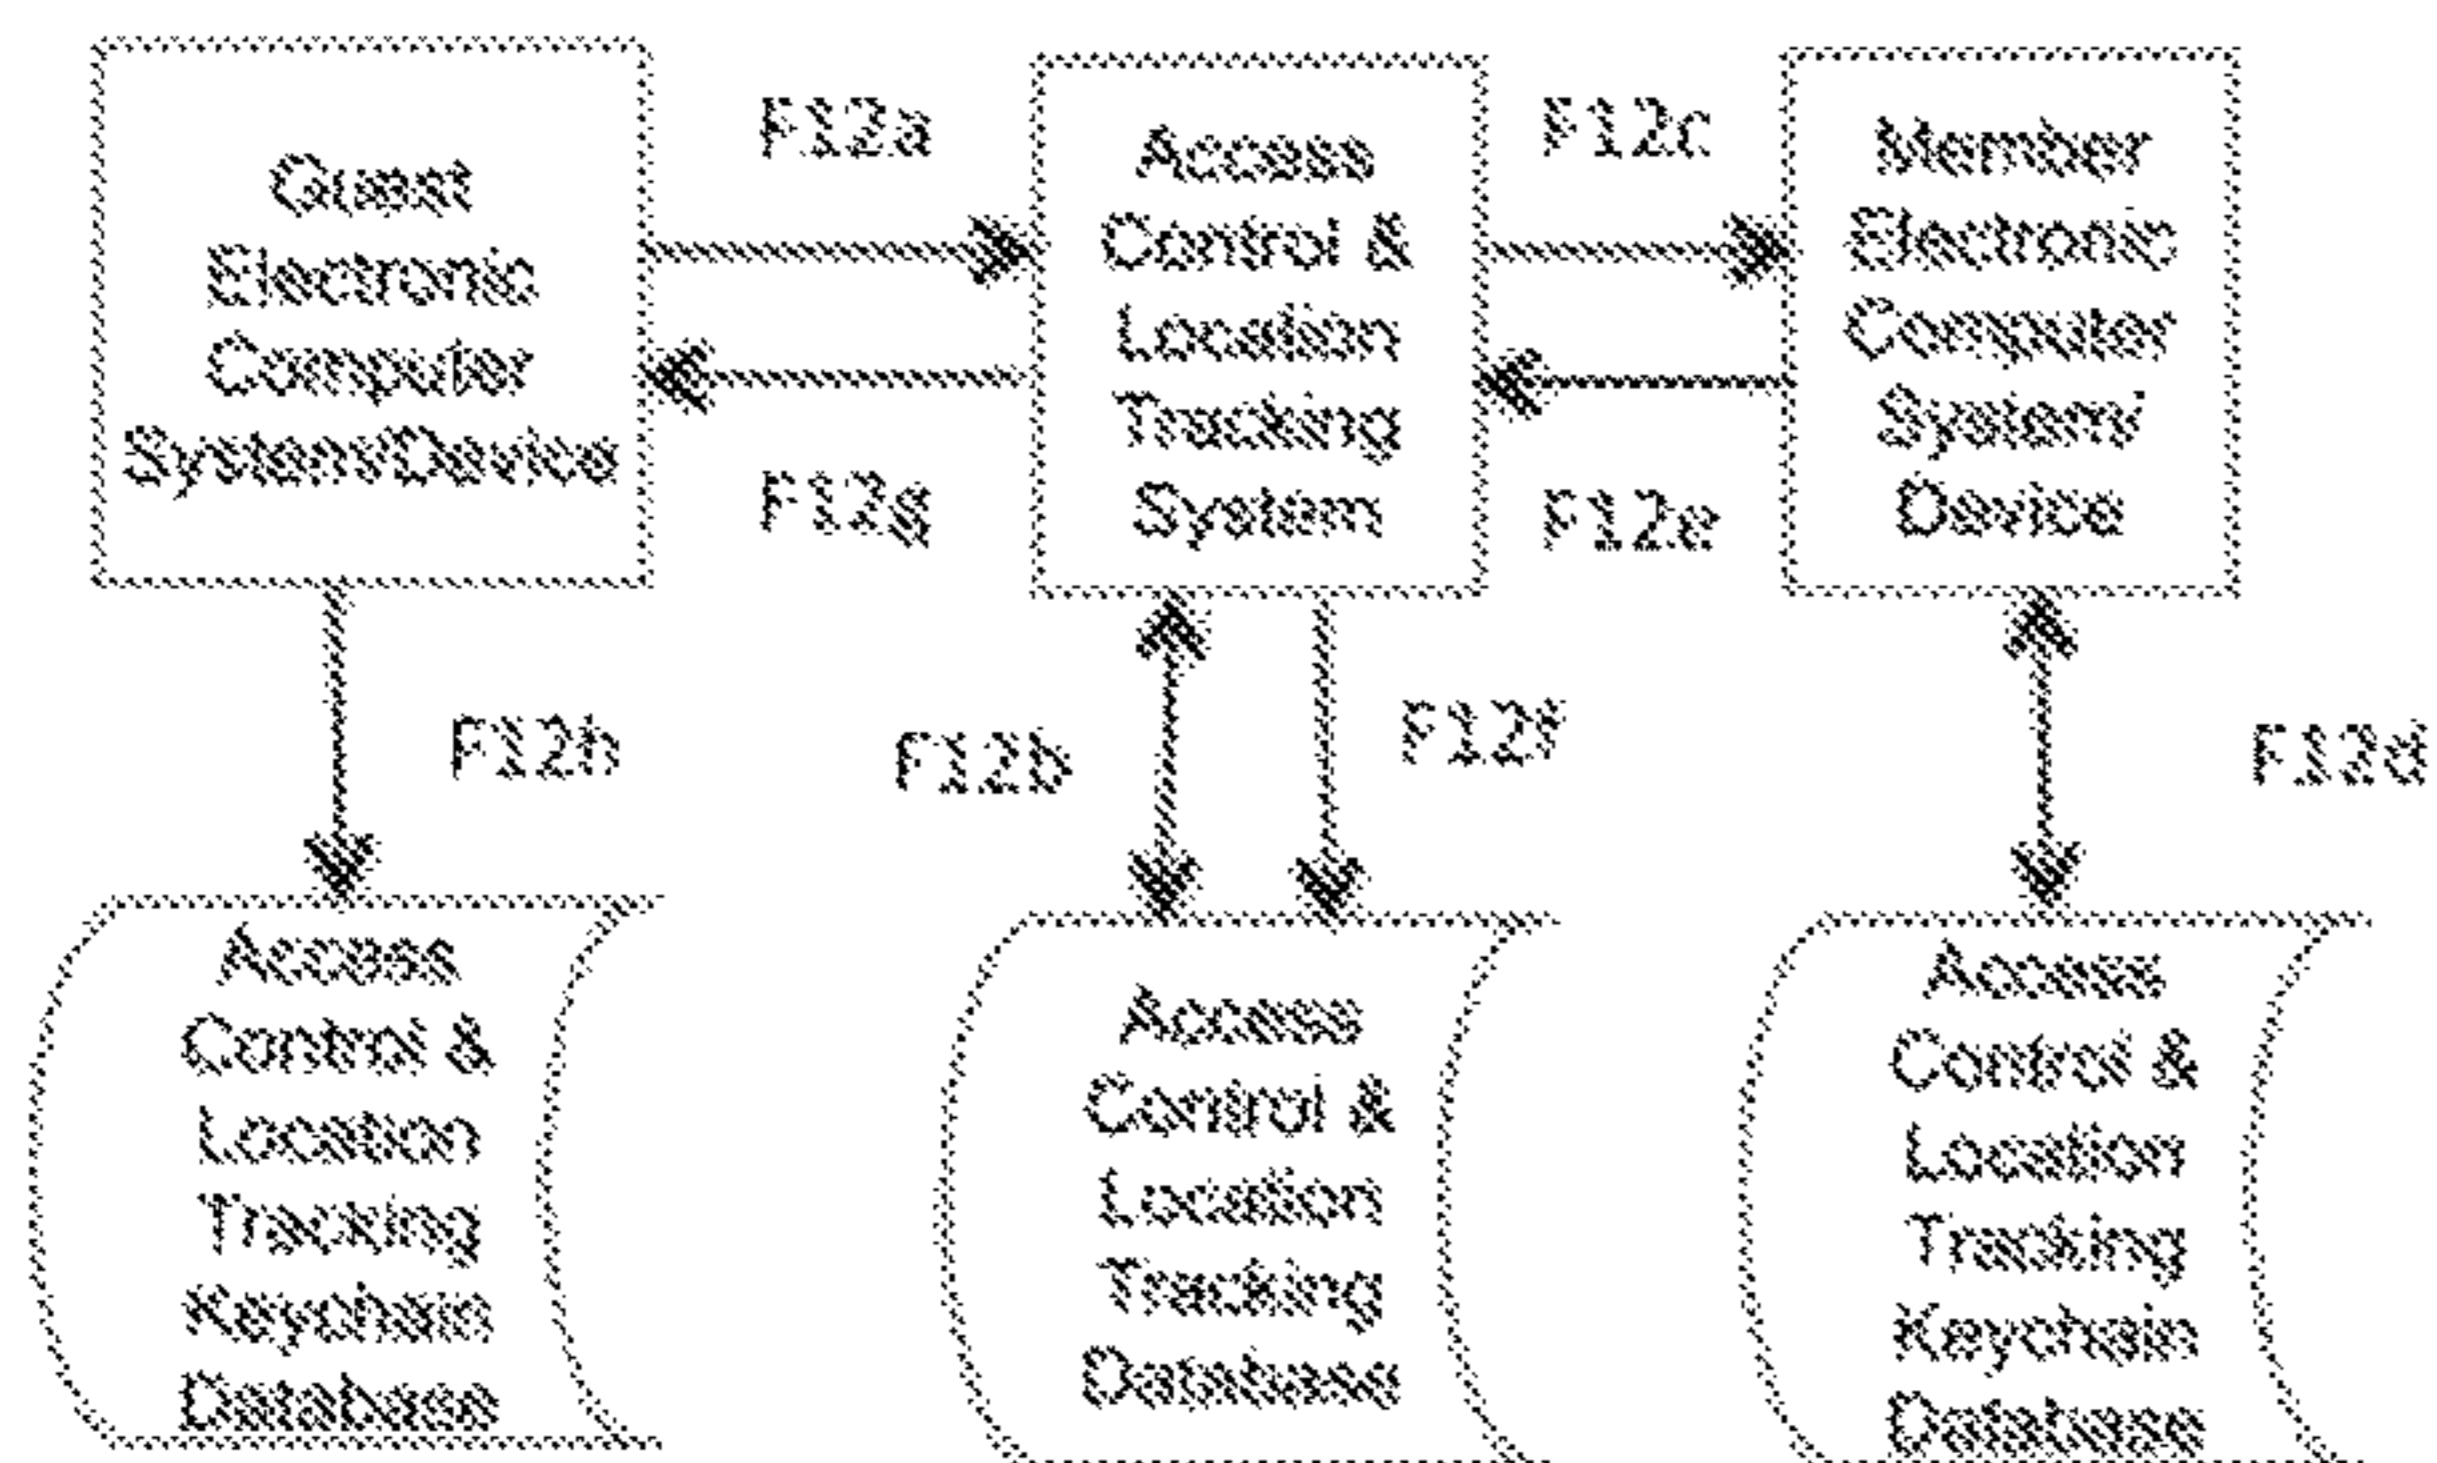 Guest
Electronic
Computer
System/Device
F12a
F12g
Access
Control &
Location
Tracking
System
F12c
F12e
Member
Electronic
Computer
System/
Device
F12h
F12b
F12f
F12d
Access
Control &
Location
Tracking
Keychain
Database
Access
Control &
Location
Tracking
Database
Access
Control &
Location
Tracking
Keychain
Database